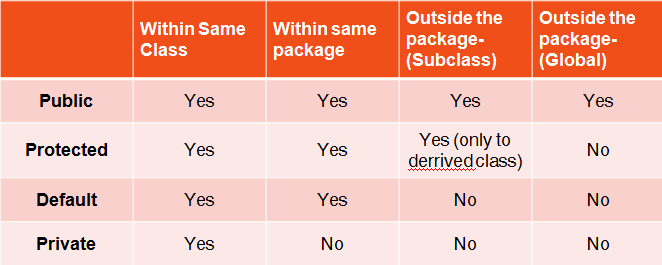 Within Same Class | Within same package | Outside the package- (Subclass) | Outside the package- (Global)
Public | Yes | Yes | Yes | Yes
Protected | Yes | Yes | Yes (only to derrived class) | No
Default | Yes | Yes | No | No
Private | Yes | No | No | No